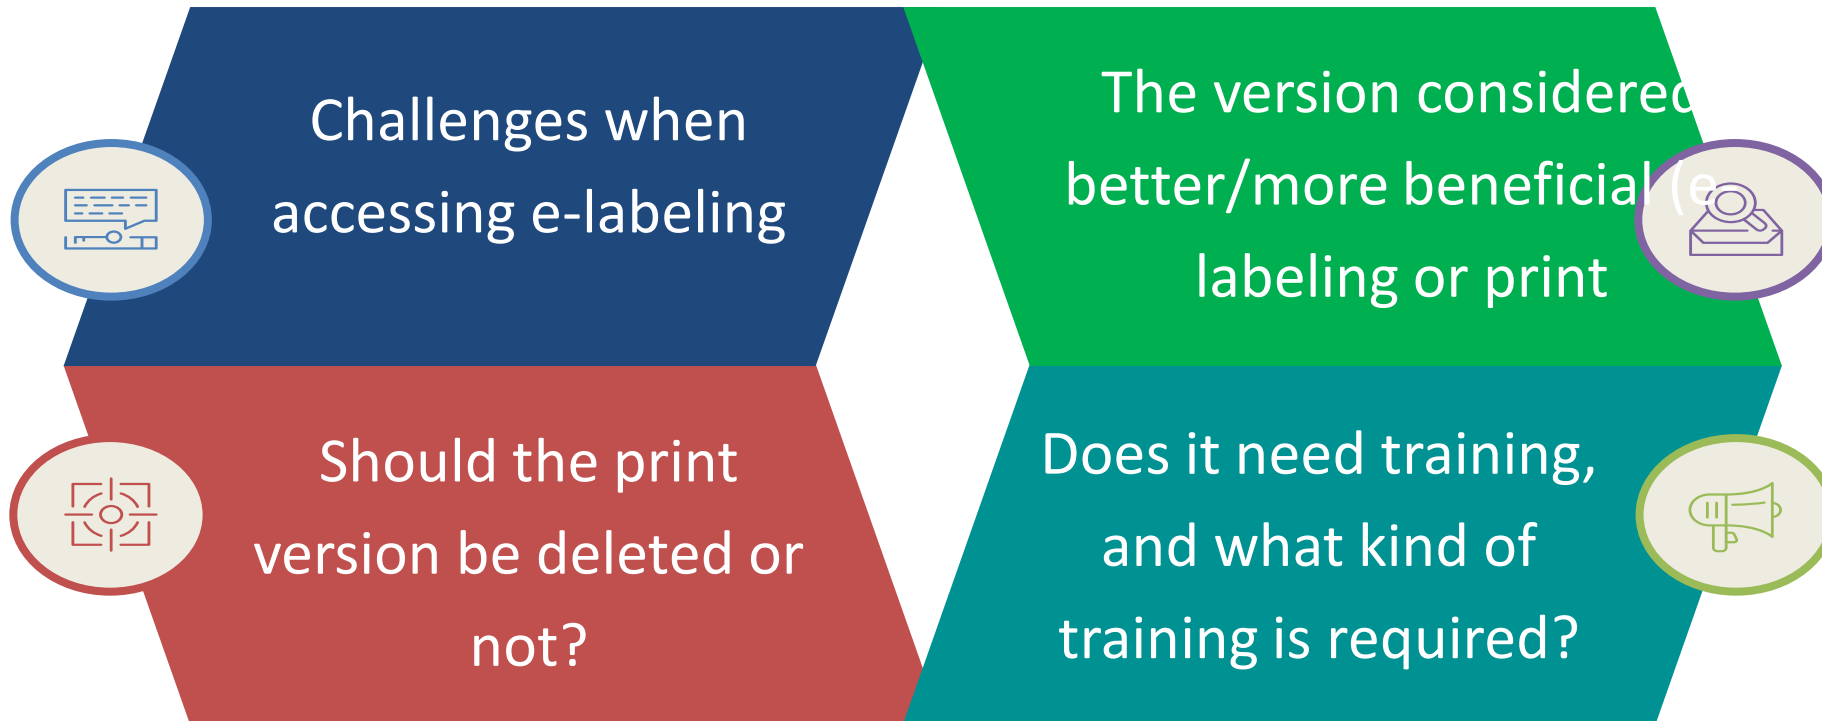 Challenges when
accessing e-labeling
The version considered
better/more beneficial (e-
labeling or print
Should the print
version be deleted or
not?
Does it need training,
and what kind of
training is required?